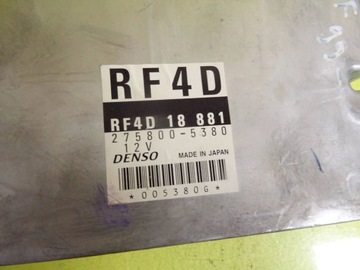 RF4D
RF4D 18 881
275800-5380
12V
DENSO MADE IN JAPAN
*005380G*